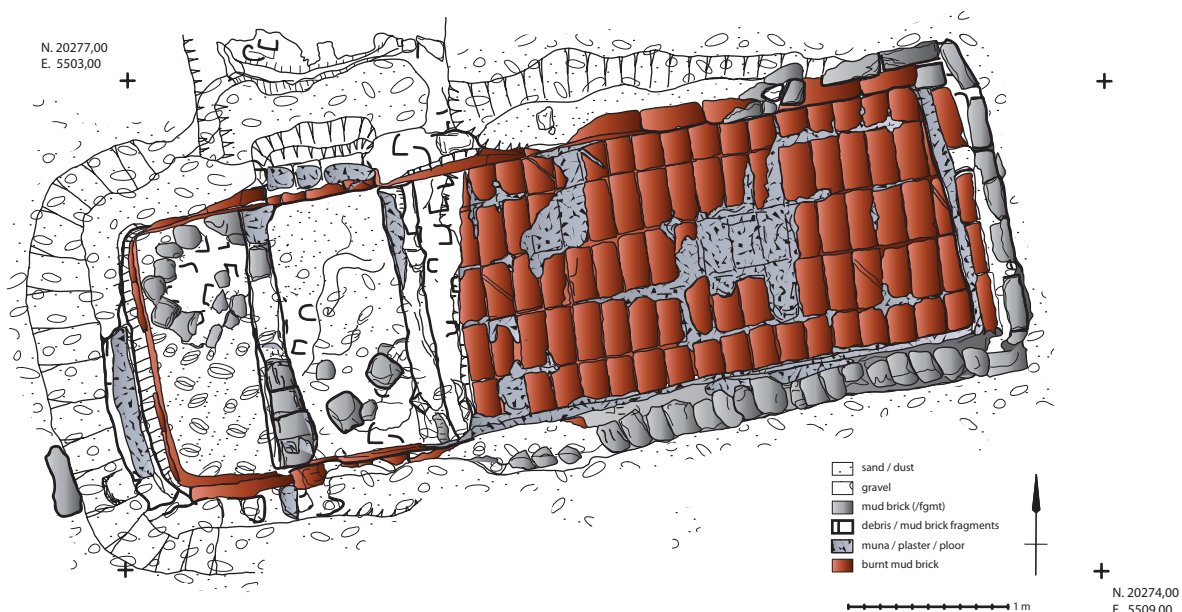 N. 20277,00
E. 5503,00
sand / dust
gravel
mud brick (/fgmt)
debris / mud brick fragments
muna / plaster / ploor
burnt mud brick
1 m
N. 20274,00
E. 5509,00